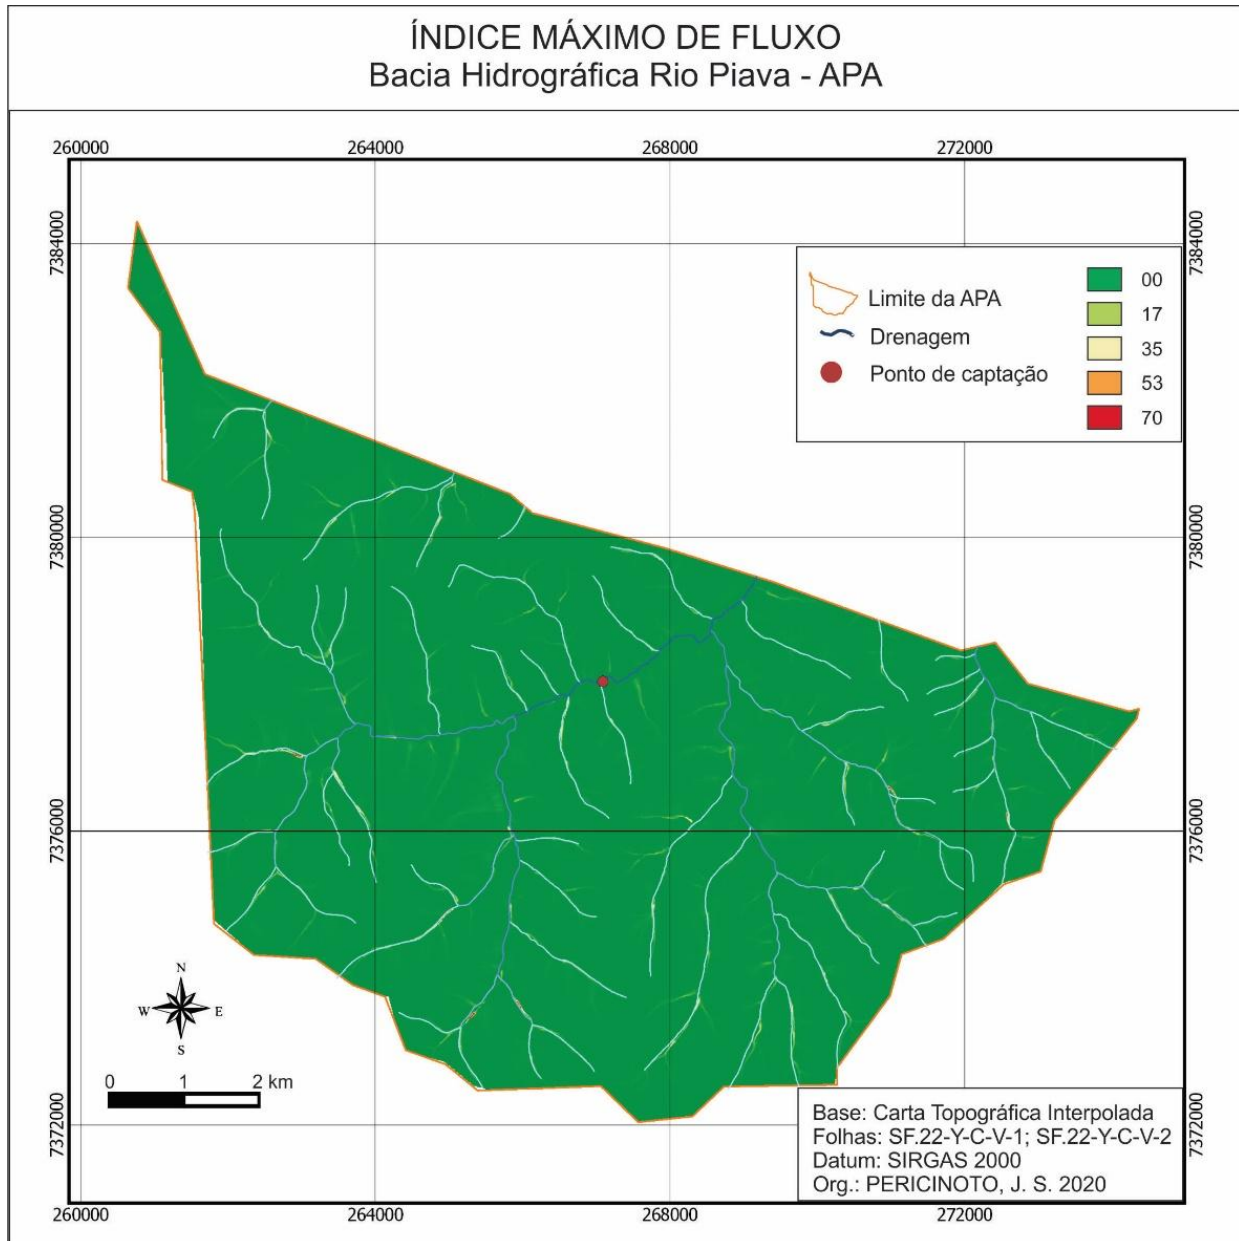 ÍNDICE MÁXIMO DE FLUXO
Bacia Hidrográfica Rio Piava - APA
260000
264000
268000
272000
7384000
7384000
Limite da APA
Drenagem
Ponto de captação
00
17
35
53
70
7380000
7380000
7376000
7376000
N
W
E
S
0
1
2 km
7372000
7372000
Base: Carta Topográfica Interpolada
Folhas: SF.22-Y-C-V-1; SF.22-Y-C-V-2
Datum: SIRGAS 2000
Org.: PERICINOTO, J. S. 2020
260000
264000
268000
272000